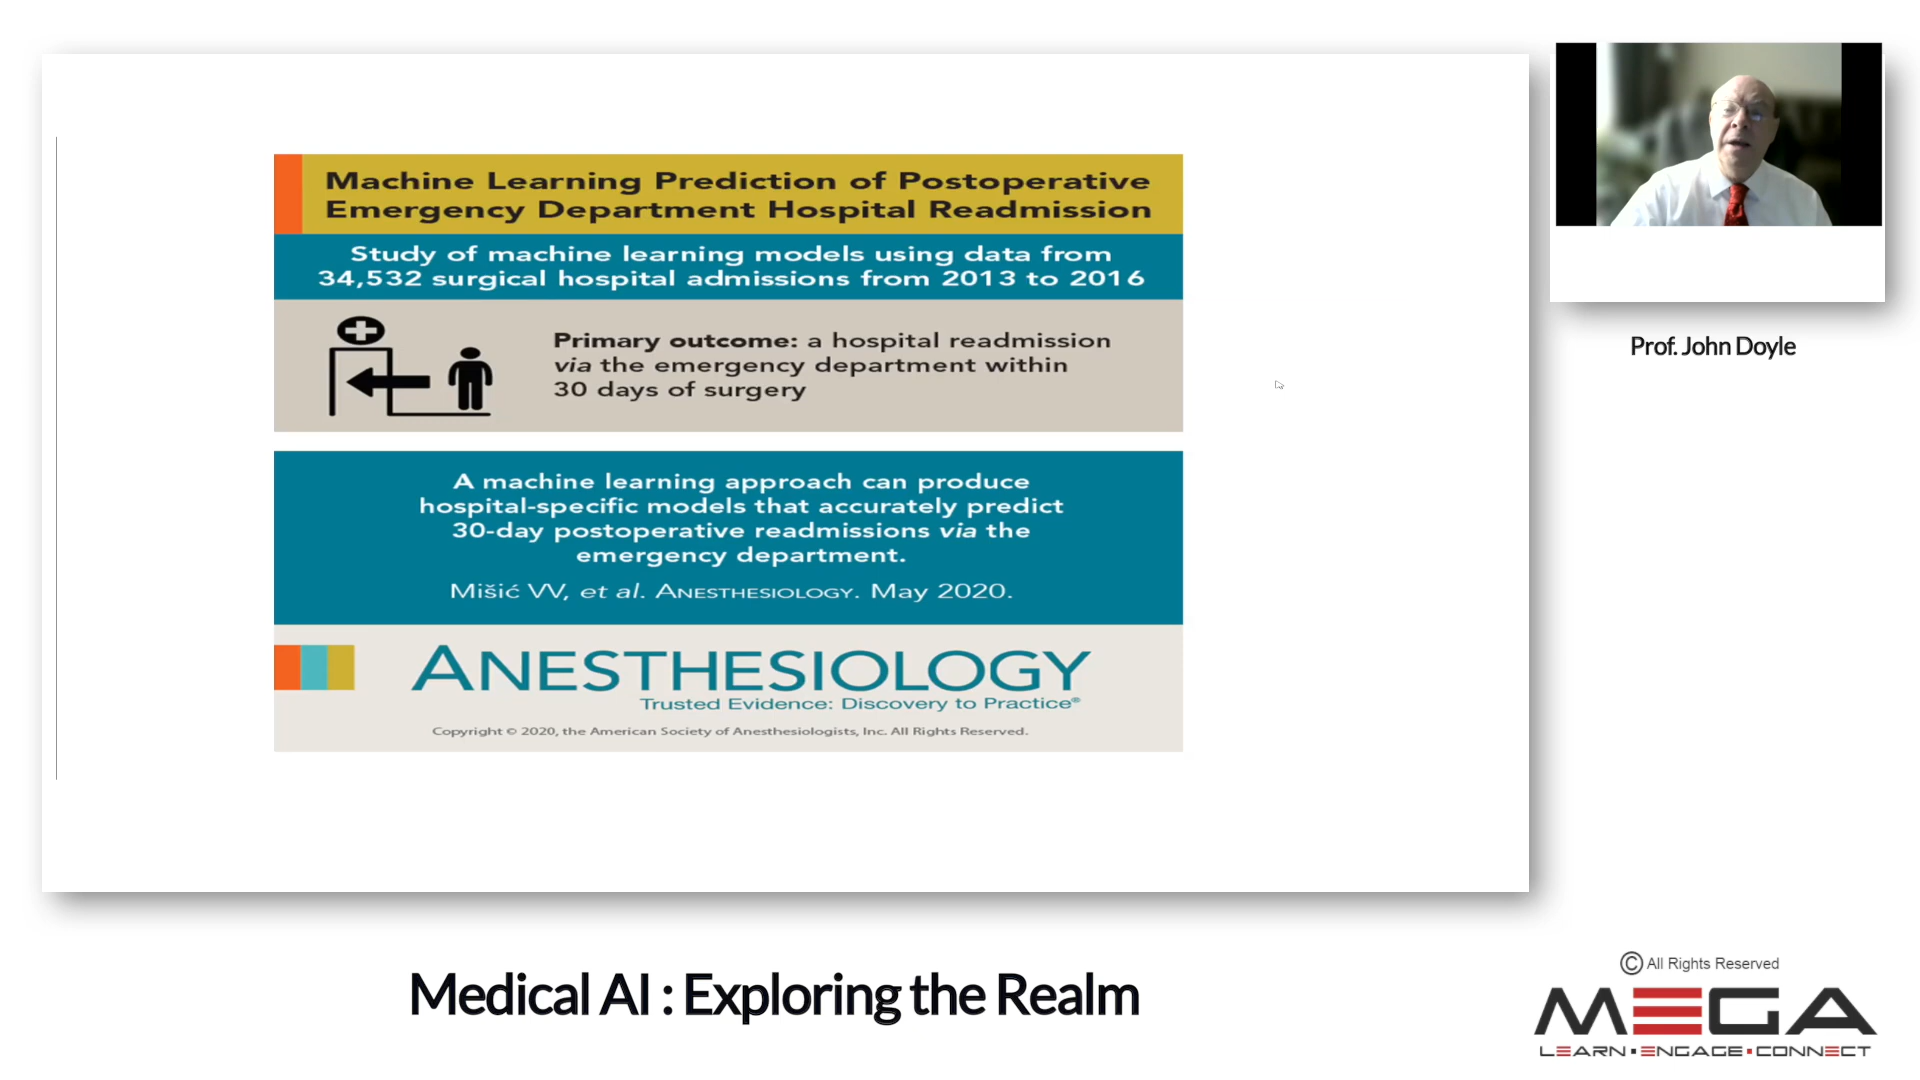 Machine Learning Prediction of Postoperative
Emergency Department Hospital Readmission
Study of machine learning models using data from
34,532 surgical hospital admissions from 2013 to 2016
Primary outcome: a hospital readmission
via the emergency department within
30 days of surgery
A machine learning approach can produce
hospital-specific models that accurately predict
30-day postoperative readmissions via the
emergency department.
Mišić VV, et al. ANESTHESIOLOGY. May 2020.
ANESTHESIOLOGY
Trusted Evidence: Discovery to Practice®
Copyright © 2020, the American Society of Anesthesiologists, Inc. All Rights Reserved.
Prof. John Doyle
Medical AI : Exploring the Realm
© All Rights Reserved
MEGA
LEARN▪ENGAGE▪CONNECT